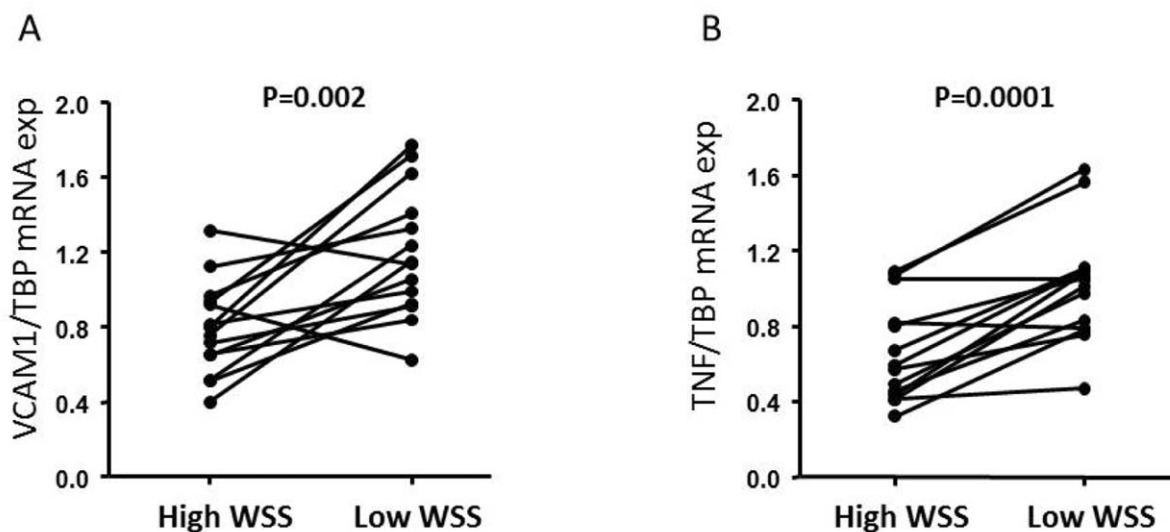 A
P=0.002
VCAM1/TBP mRNA exp
2.0
1.6
1.2
0.8
0.4
0.0
High WSS Low WSS
B
P=0.0001
TNF/TBP mRNA exp
2.0
1.6
1.2
0.8
0.4
0.0
High WSS Low WSS